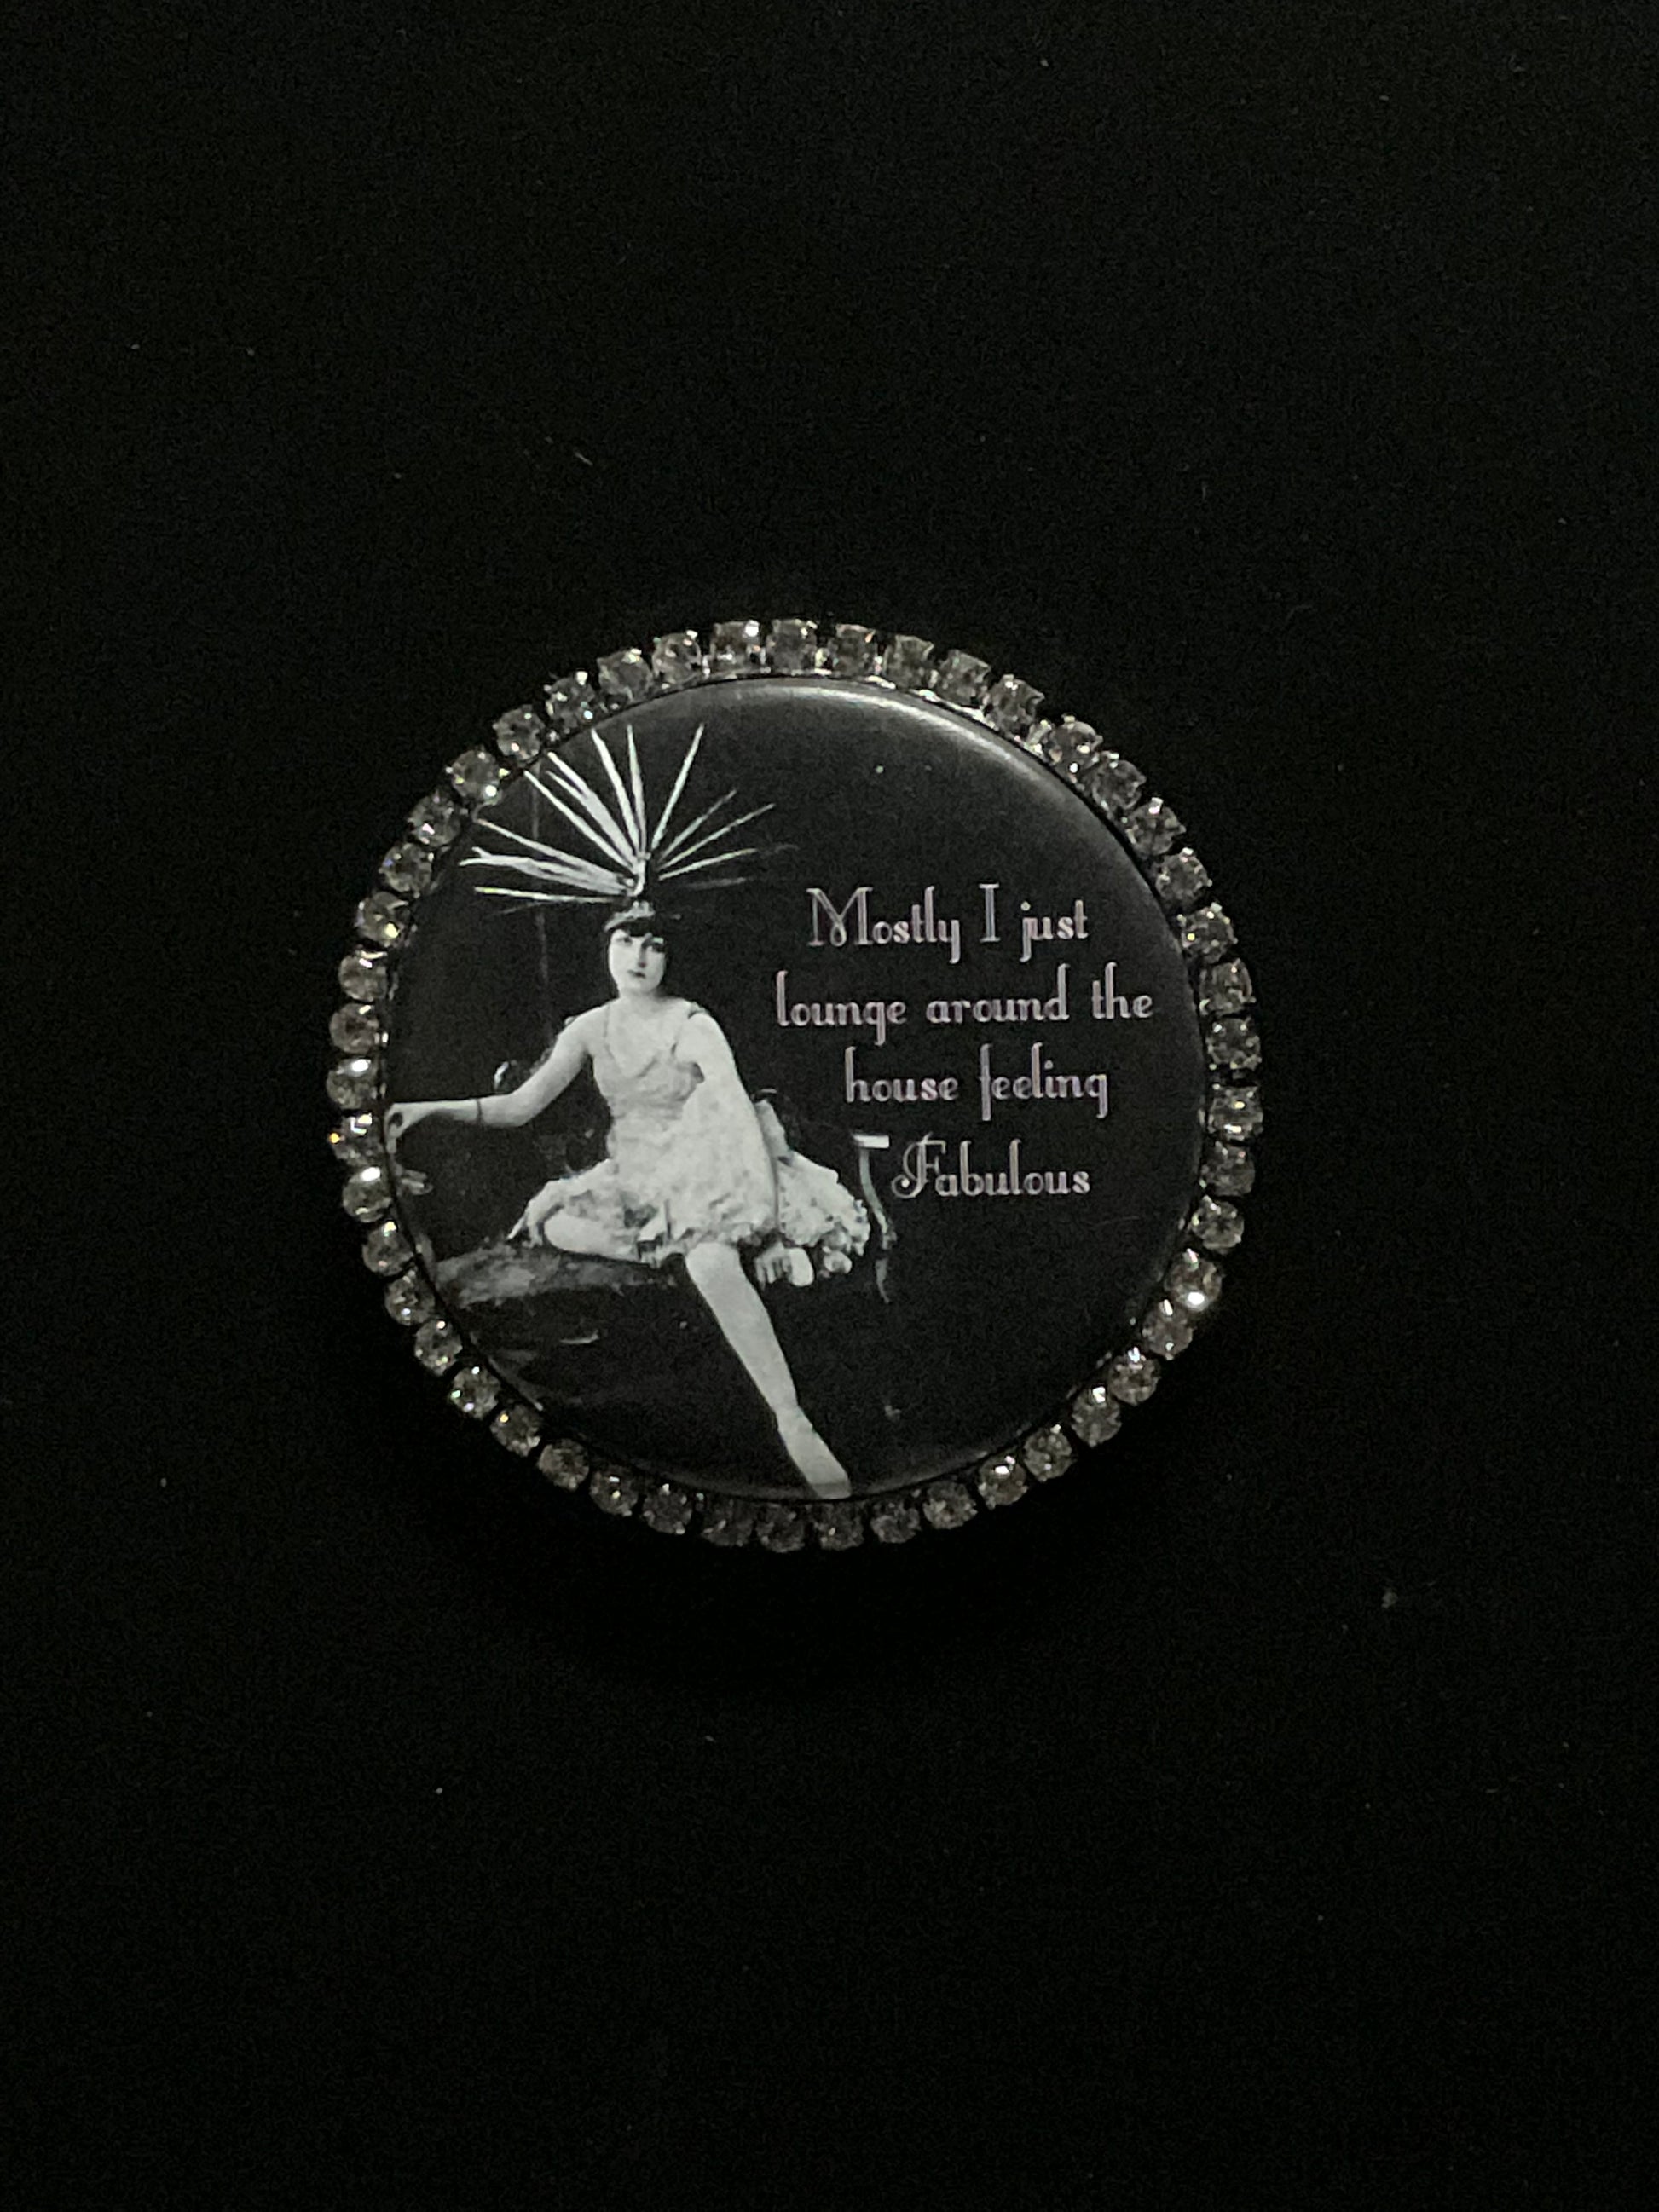 Mostly I just
lounge around the
house feeling
Fabulous